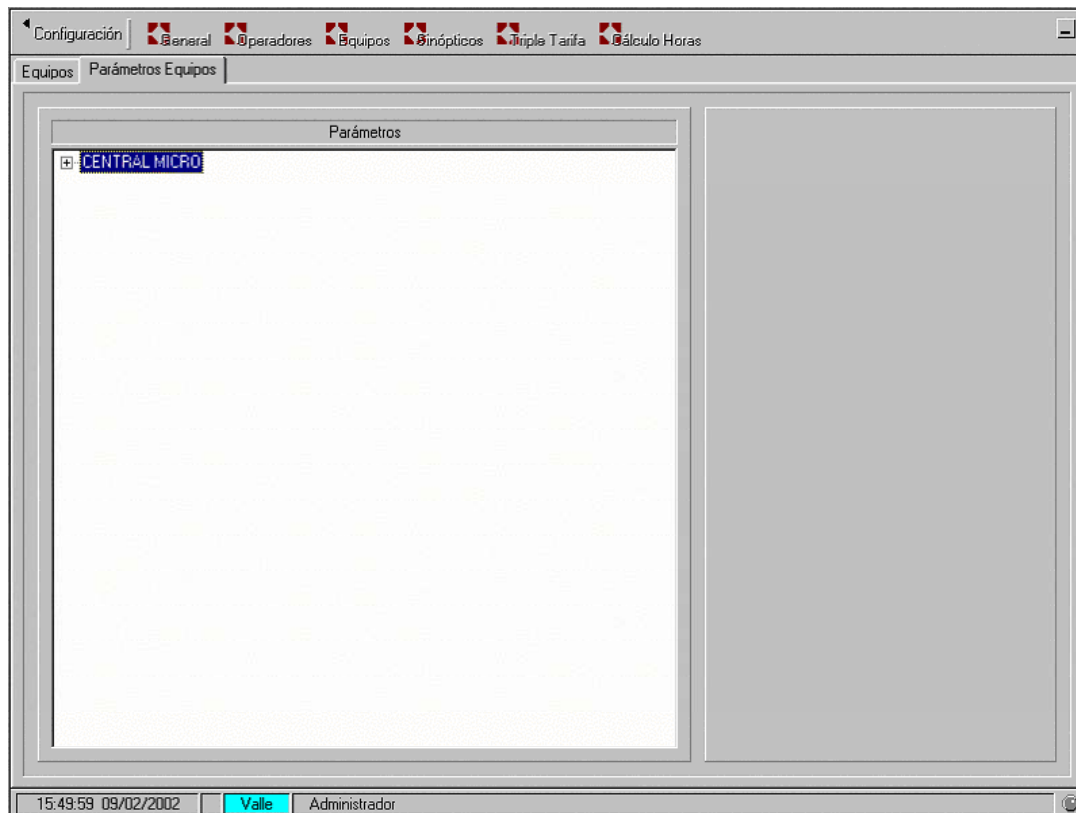 Configuración General Operadores Equipos Sinópticos Triple Tarifa Cálculo Horas
Equipos Parámetros Equipos
Parámetros
CENTRAL MICRO
15:49:59 09/02/2002 Valle Administrador